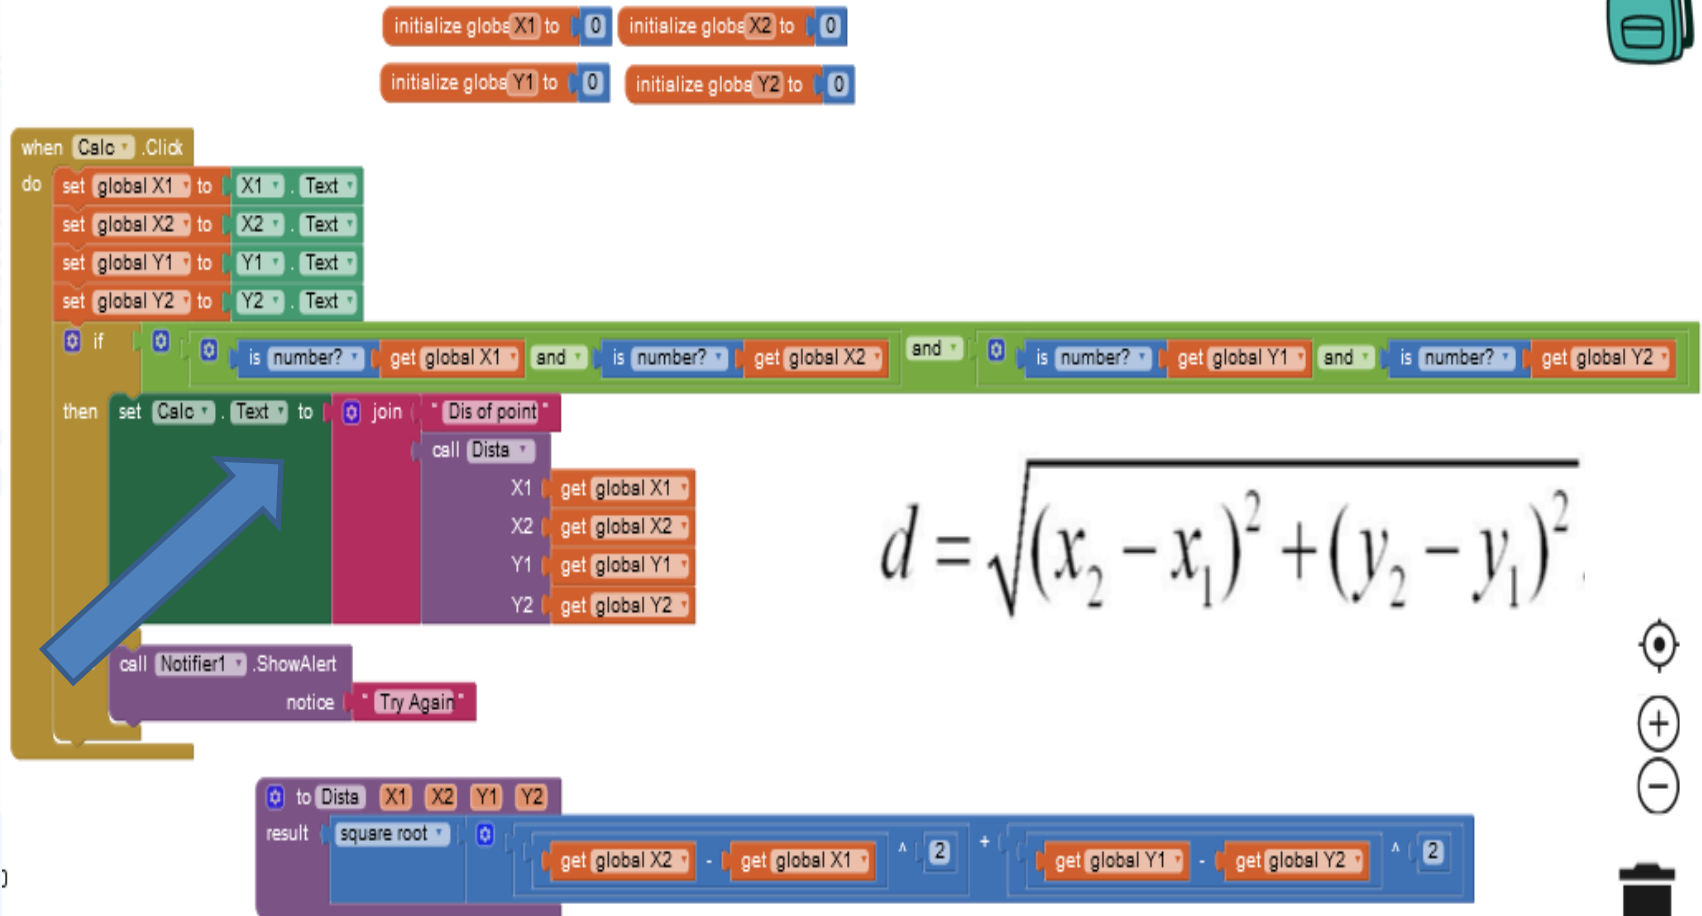 initialize globa X1 to 0 initialize globa X2 to 0
initialize globa Y1 to 0 initialize globa Y2 to 0
when Calc .Click
do set global X1 to X1 . Text
set global X2 to X2 . Text
set global Y1 to Y1 . Text
set global Y2 to Y2 . Text
if is number? get global X1 and is number? get global X2 and is number? get global Y1 and is number? get global Y2
then set Calc . Text to join " Dis of point "
call Dista
X1 get global X1
X2 get global X2
Y1 get global Y1
Y2 get global Y2
d = √(x₂ − x₁)² + (y₂ − y₁)²
call Notifier1 .ShowAlert
notice " Try Again "
to Dista X1 X2 Y1 Y2
result square root get global X2 - get global X1 ^ 2 + get global Y1 - get global Y2 ^ 2